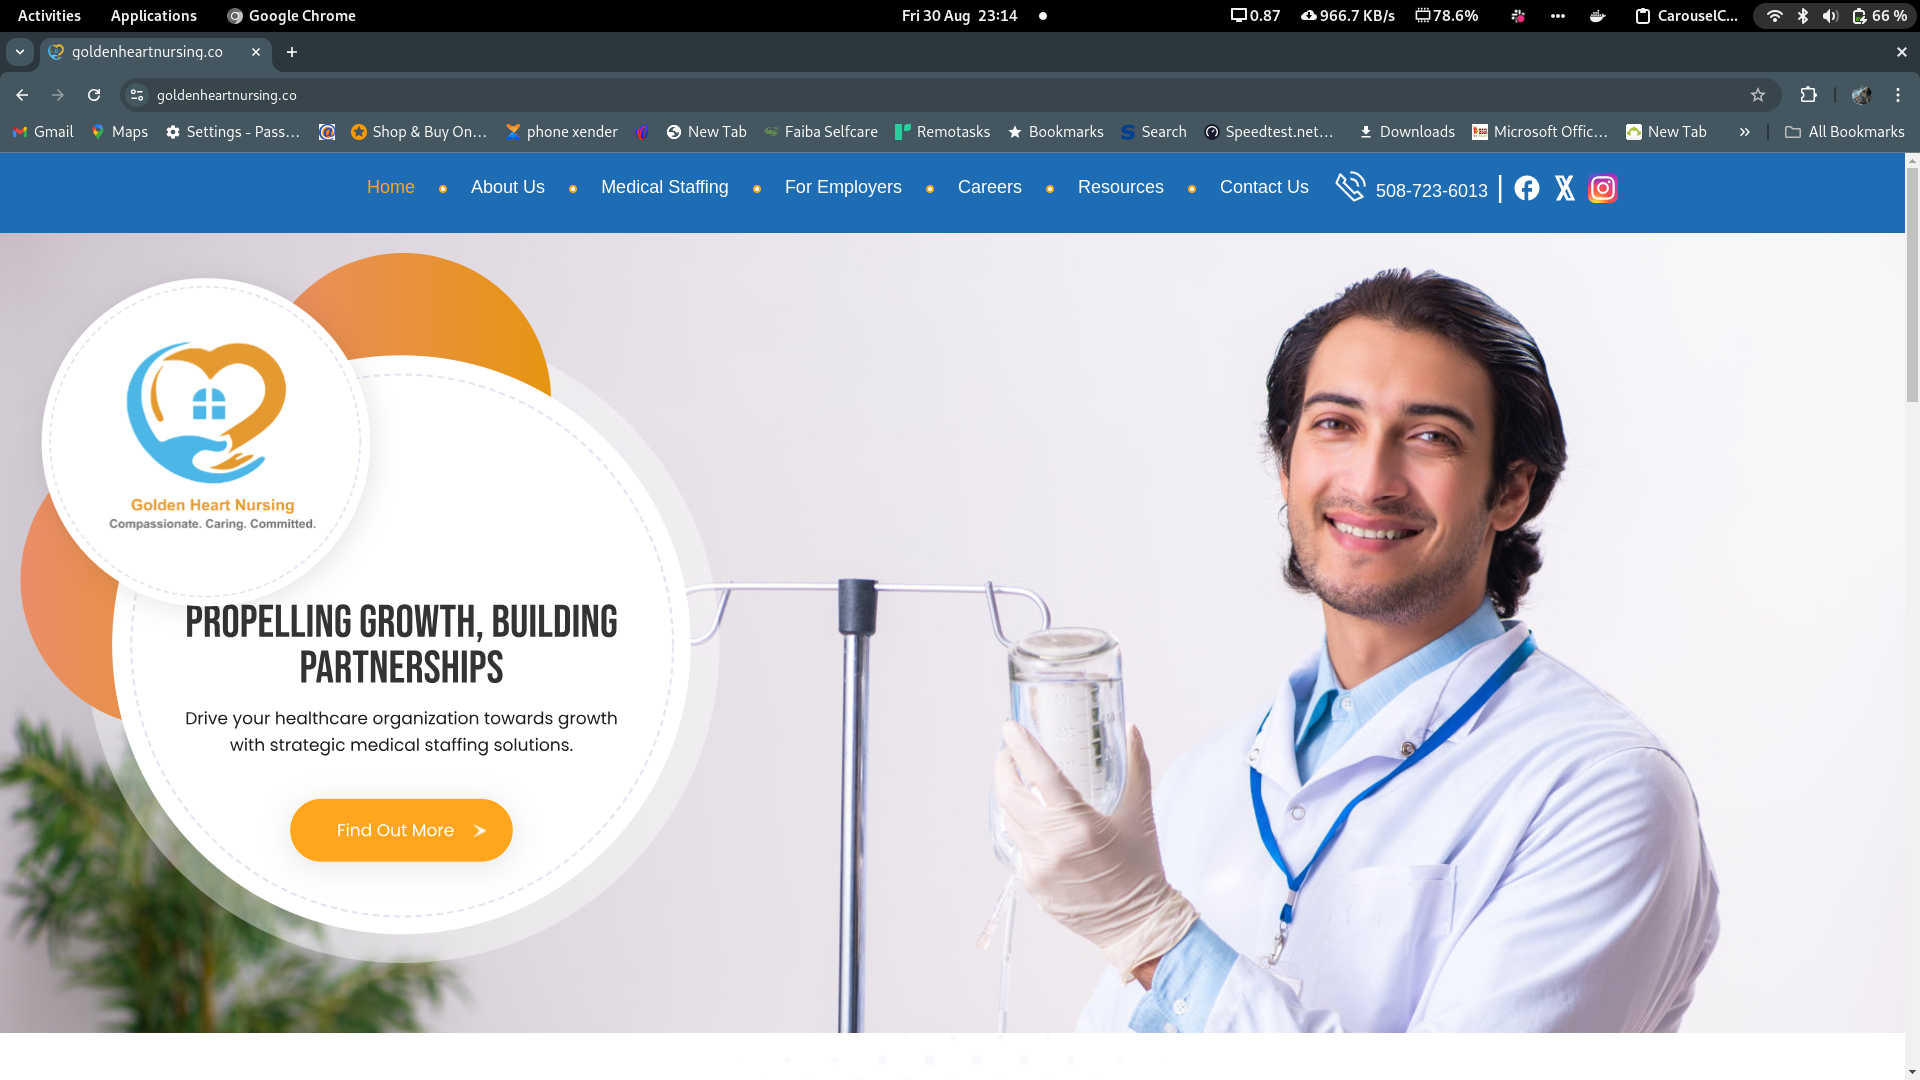 Activities Applications Google Chrome Fri 30 Aug 23:14 0.87 966.7 KB/s 78.6% CarouselC... 66 %
goldenheartnursing.co
goldenheartnursing.co
Gmail Maps Settings - Pass... Shop & Buy On... phone xender New Tab Faiba Selfcare Remotasks Bookmarks Search Speedtest.net... Downloads Microsoft Offic... New Tab All Bookmarks
Home About Us Medical Staffing For Employers Careers Resources Contact Us 508-723-6013
Golden Heart Nursing
Compassionate. Caring. Committed.
PROPELLING GROWTH, BUILDING
PARTNERSHIPS
Drive your healthcare organization towards growth
with strategic medical staffing solutions.
Find Out More